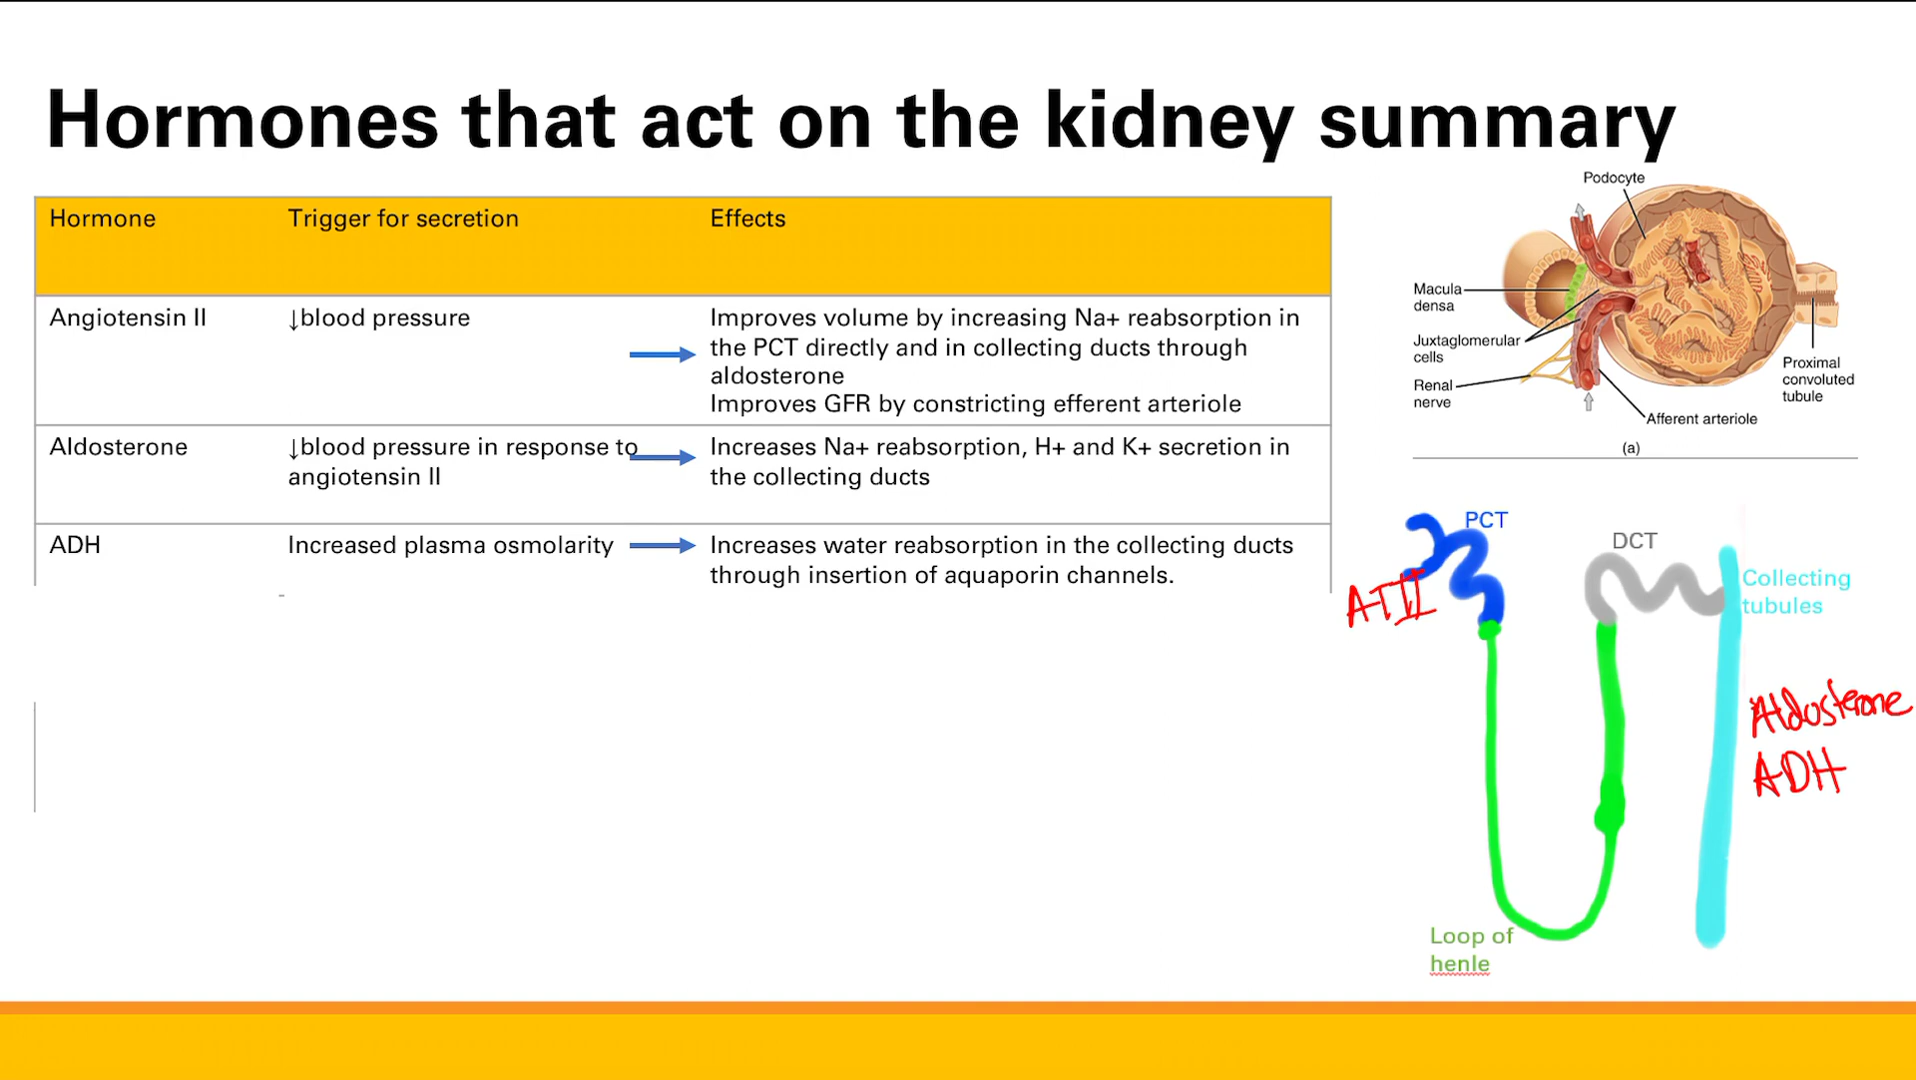 Hormones that act on the kidney summary
Hormone
Trigger for secretion
Effects
Angiotensin II
↓blood pressure
Improves volume by increasing Na+ reabsorption in
the PCT directly and in collecting ducts through
aldosterone
Improves GFR by constricting efferent arteriole
Aldosterone
↓blood pressure in response to
angiotensin II
Increases Na+ reabsorption, H+ and K+ secretion in
the collecting ducts
ADH
Increased plasma osmolarity
Increases water reabsorption in the collecting ducts
through insertion of aquaporin channels.
Podocyte
Macula
densa
Juxtaglomerular
cells
Renal
nerve
Proximal
convoluted
tubule
Afferent arteriole
(a)
PCT
DCT
Collecting
tubules
ATII
Aldosterone
ADH
Loop of
henle